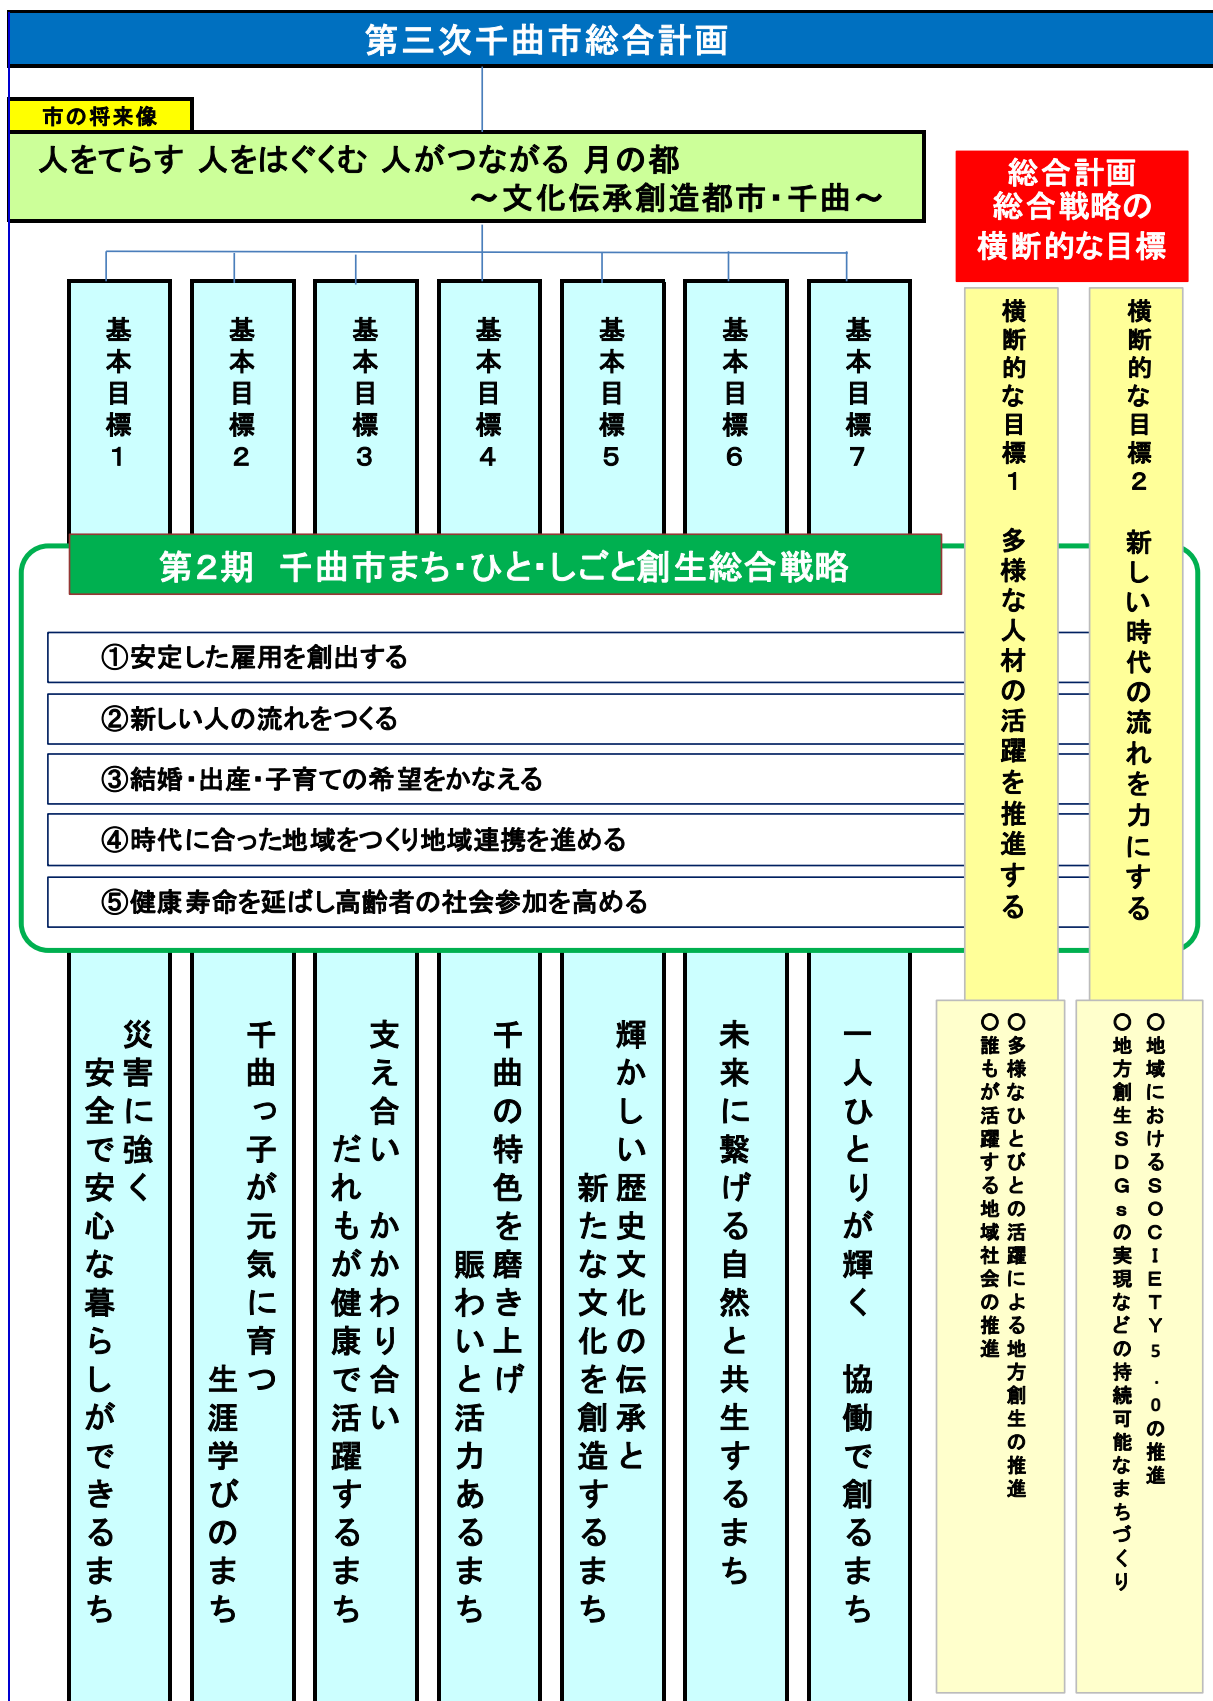 第三次千曲市総合計画
市の将来像
人をてらす 人をはぐくむ 人がつながる 月の都
～文化伝承創造都市・千曲～
総合計画
総合戦略の
横断的な目標
基本目標1
基本目標2
基本目標3
基本目標4
基本目標5
基本目標6
基本目標7
横断的な目標1　多様な人材の活躍を推進する
横断的な目標2　新しい時代の流れを力にする
第2期　千曲市まち・ひと・しごと創生総合戦略
①安定した雇用を創出する
②新しい人の流れをつくる
③結婚・出産・子育ての希望をかなえる
④時代に合った地域をつくり地域連携を進める
⑤健康寿命を延ばし高齢者の社会参加を高める
災害に強く
安全で安心な暮らしができるまち
千曲っ子が元気に育つ
生涯学びのまち
支え合い　かかわり合い
だれもが健康で活躍するまち
千曲の特色を磨き上げ
賑わいと活力あるまち
輝かしい歴史文化の伝承と
新たな文化を創造するまち
未来に繋げる自然と共生するまち
一人ひとりが輝く　協働で創るまち
○多様なひとびとの活躍による地方創生の推進
○誰もが活躍する地域社会の推進
○地域におけるSOCIETY5.0の推進
○地方創生SDGsの実現などの持続可能なまちづくり